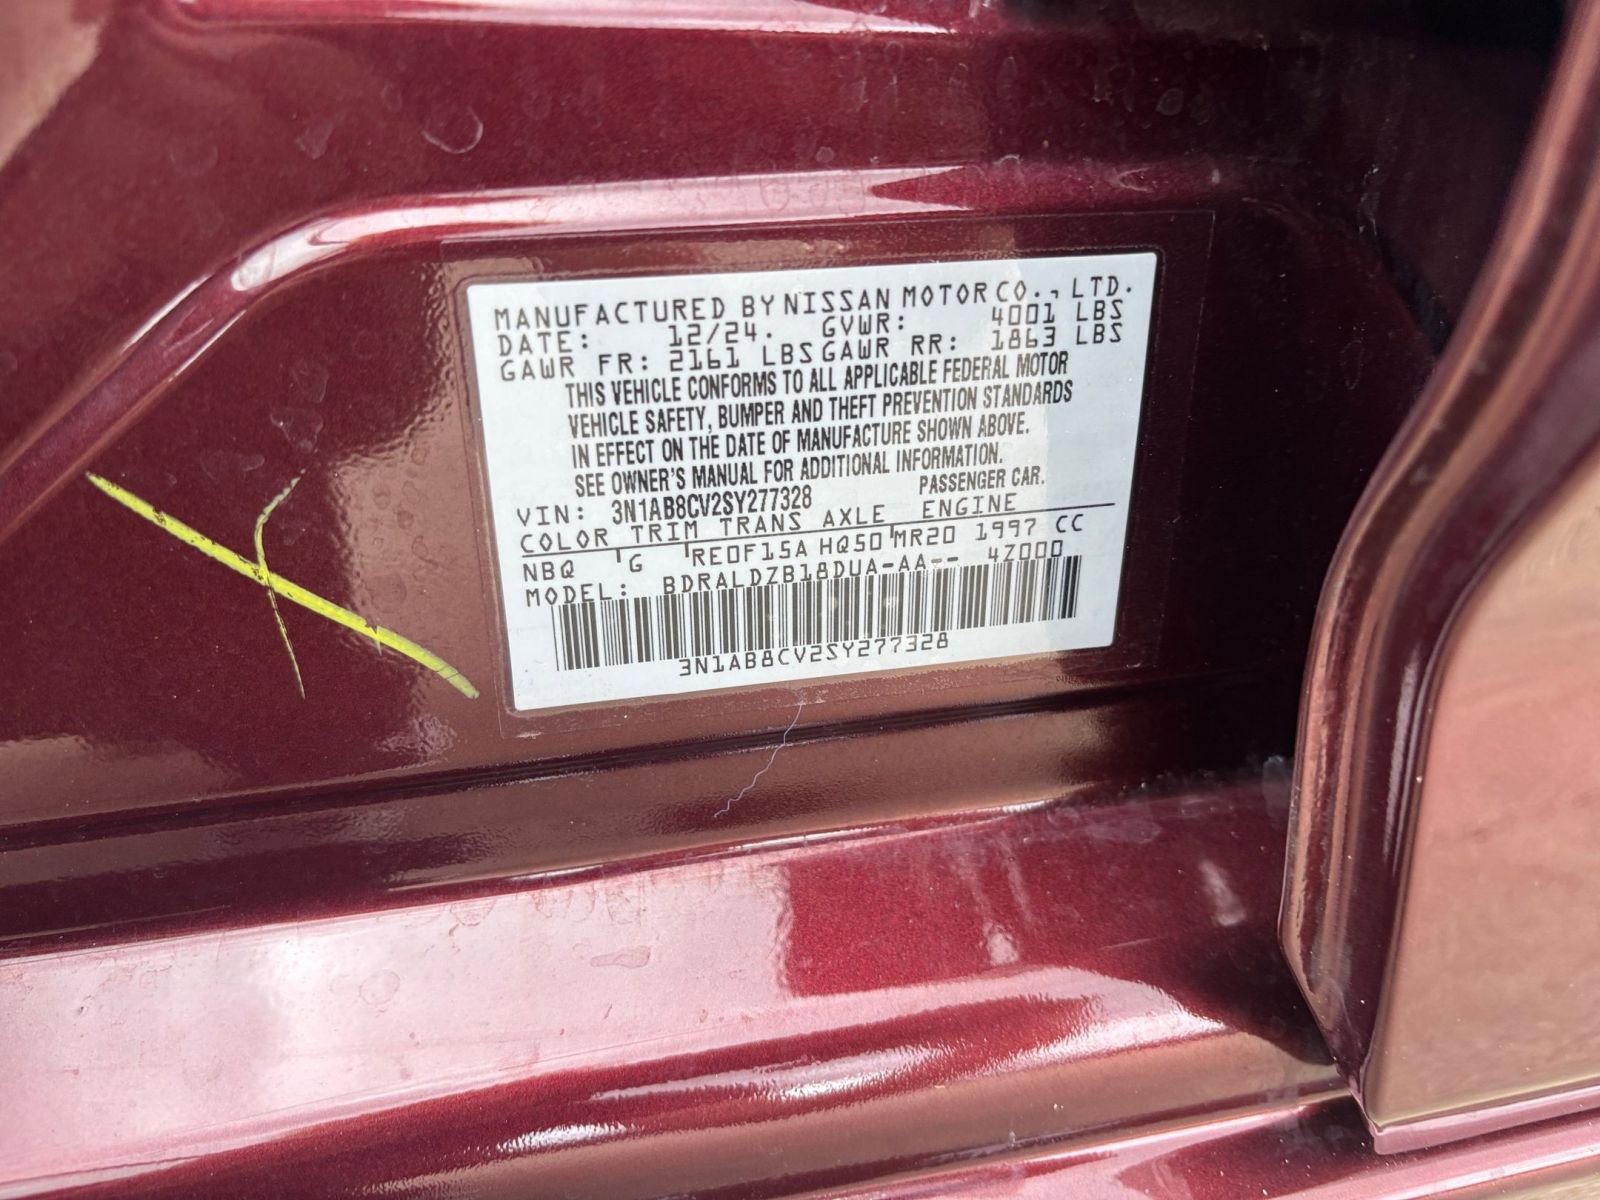 MANUFACTURED BY NISSAN MOTOR CO., LTD.
DATE: 12/24. GVWR: 4001 LBS
GAWR FR: 2161 LBS GAWR RR: 1863 LBS
THIS VEHICLE CONFORMS TO ALL APPLICABLE FEDERAL MOTOR
VEHICLE SAFETY, BUMPER AND THEFT PREVENTION STANDARDS
IN EFFECT ON THE DATE OF MANUFACTURE SHOWN ABOVE.
SEE OWNER'S MANUAL FOR ADDITIONAL INFORMATION.
VIN: 3N1AB8CV2SY277328 PASSENGER CAR.
COLOR TRIM TRANS AXLE ENGINE
NBQ G RE0F15A HQ50 MR20 1997 CC
MODEL: BDRALDZB18DUA-AA-- 4Z000
3N1AB8CV2SY277328